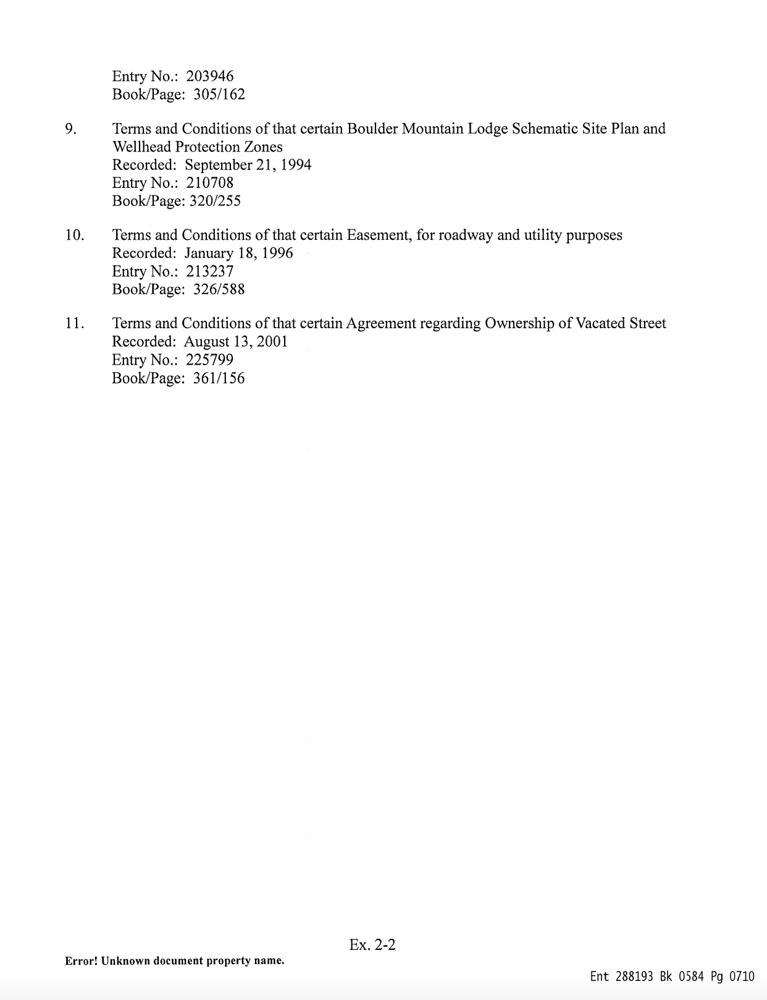 Entry No.: 203946
Book/Page: 305/162
9. Terms and Conditions of that certain Boulder Mountain Lodge Schematic Site Plan and
Wellhead Protection Zones
Recorded: September 21, 1994
Entry No.: 210708
Book/Page: 320/255
10. Terms and Conditions of that certain Easement, for roadway and utility purposes
Recorded: January 18, 1996
Entry No.: 213237
Book/Page: 326/588
11. Terms and Conditions of that certain Agreement regarding Ownership of Vacated Street
Recorded: August 13, 2001
Entry No.: 225799
Book/Page: 361/156
Ex. 2-2
Error! Unknown document property name.
Ent 288193 Bk 0584 Pg 0710